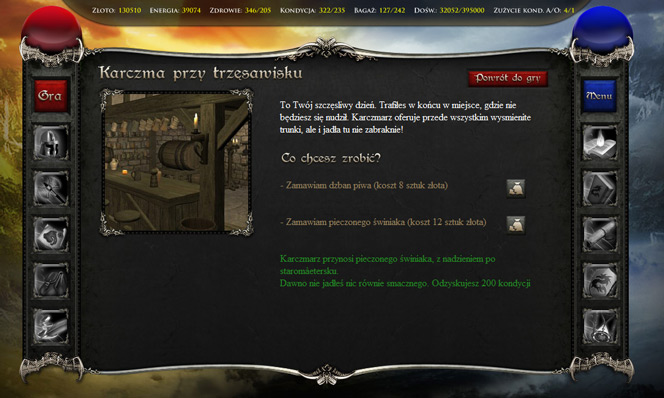 Złoto: 130510 Energia: 39074 Zdrowie: 346/205 Kondycja: 322/235 Bagaż: 127/242 Dośw.: 32052/395000 Zużycie kond. A/O: 4/1
Karczma przy trzęsawisku
Powrót do gry
Gra
Menu
To Twój szczęśliwy dzień. Trafiłeś w końcu w miejsce, gdzie nie
będziesz się nudził. Karczmarz oferuje przede wszystkim wyśmienite
trunki, ale i jadła tu nie zabraknie!
Co chcesz zrobić?
- Zamawiam dzban piwa (koszt 8 sztuk złota)
- Zamawiam pieczonego świniaka (koszt 12 sztuk złota)
Karczmarz przynosi pieczonego świniaka, z nadzieniem po
staromáetersku.
Dawno nie jadłeś nic równie smacznego. Odzyskujesz 200 kondycji